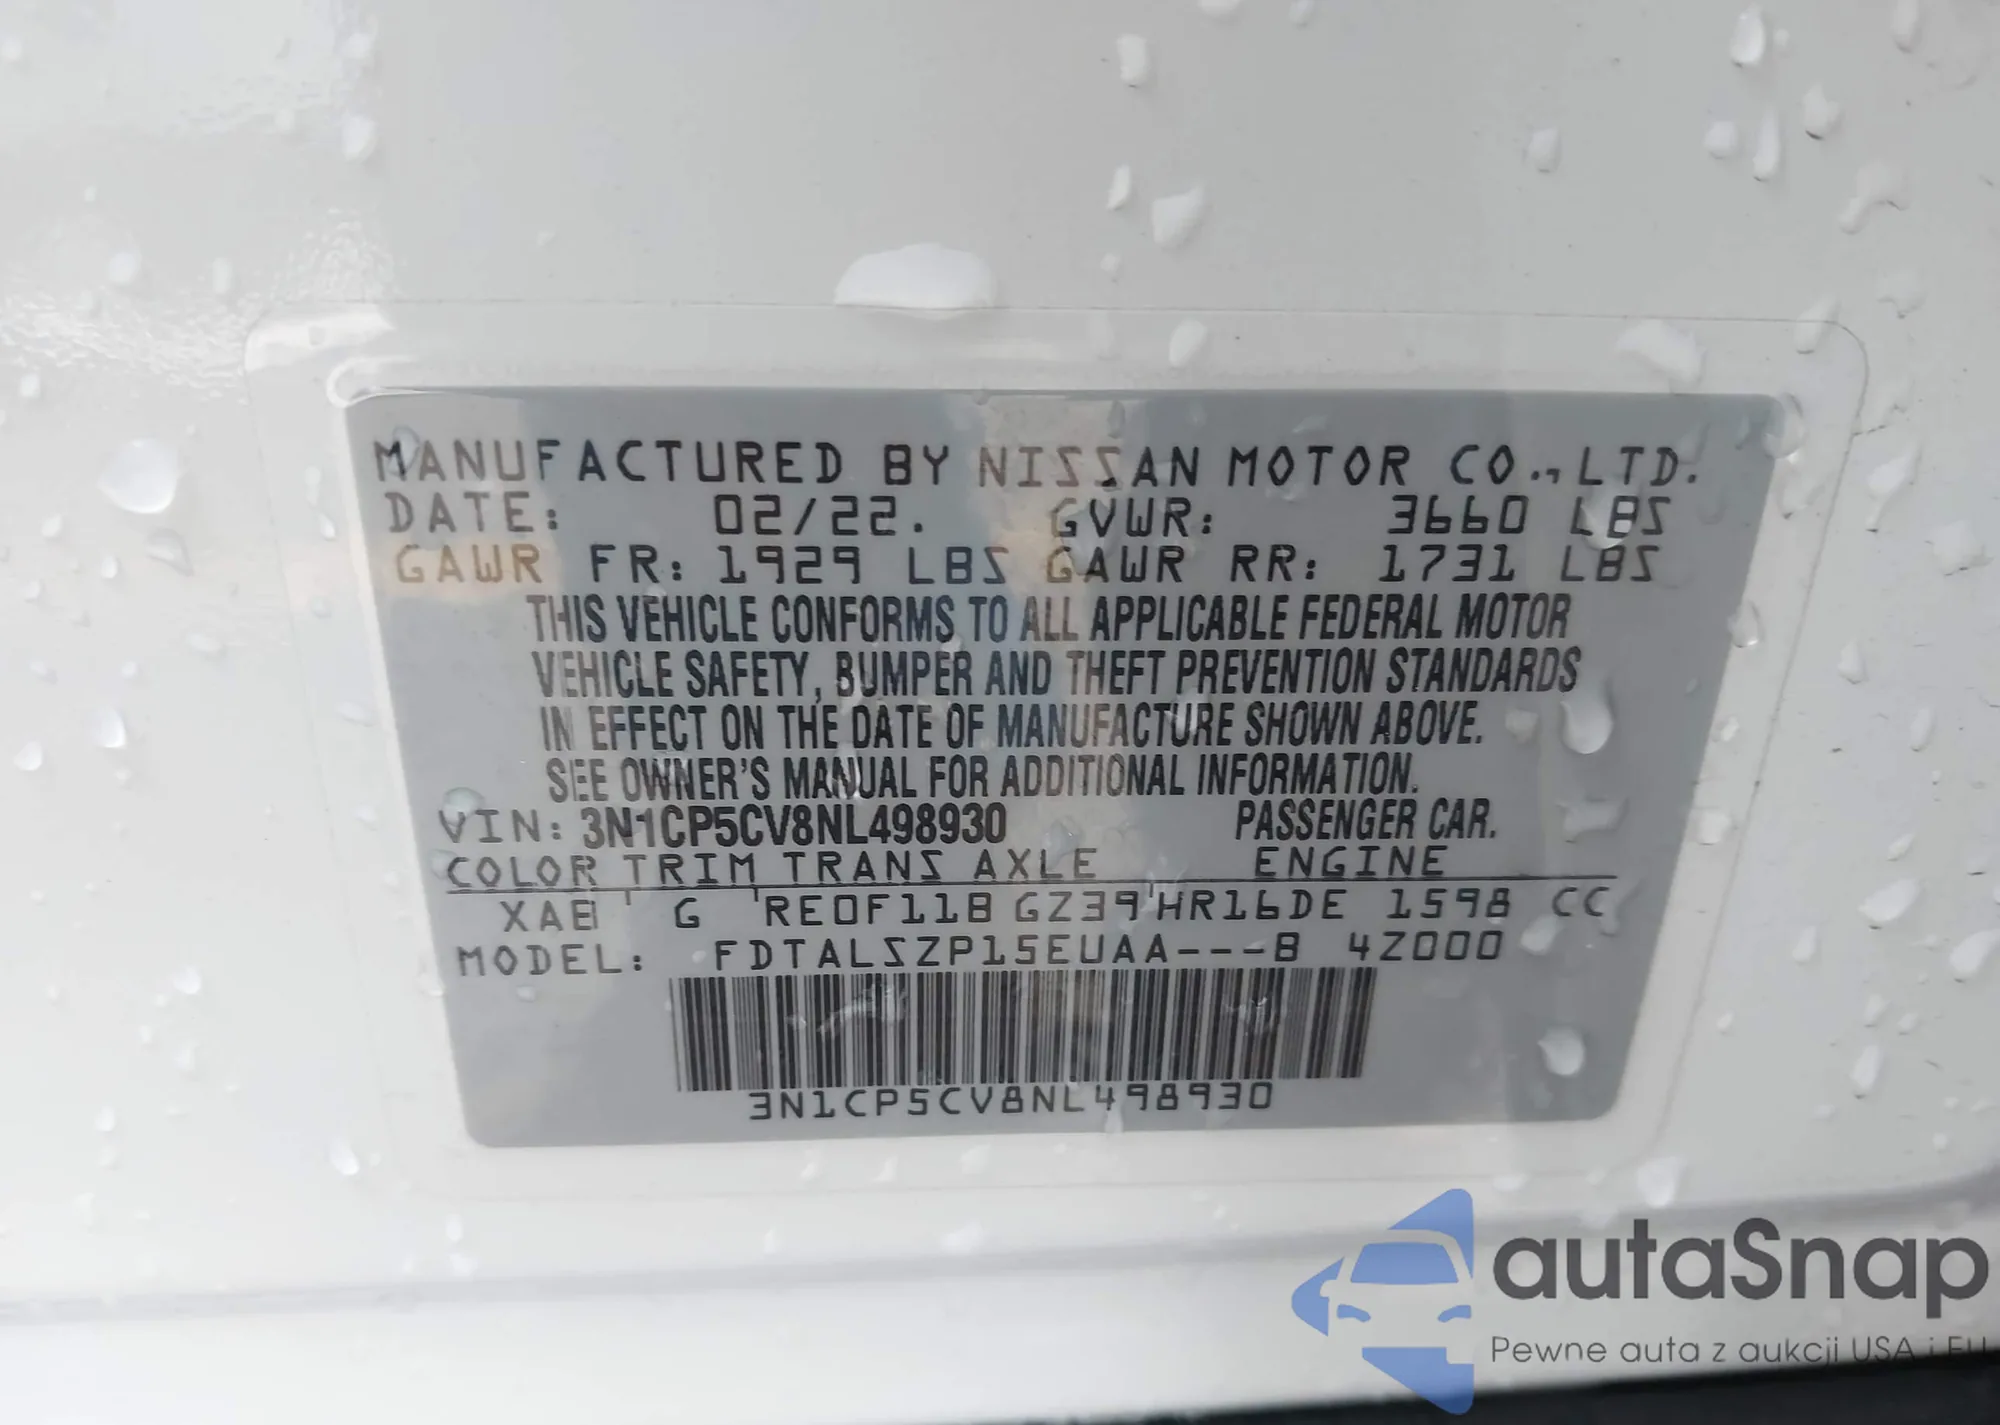 MANUFACTURED BY NISSAN MOTOR CO., LTD.
DATE: 02/22. GVWR: 3660 LBS
GAWR FR: 1929 LBS GAWR RR: 1731 LBS
THIS VEHICLE CONFORMS TO ALL APPLICABLE FEDERAL MOTOR
VEHICLE SAFETY, BUMPER AND THEFT PREVENTION STANDARDS
IN EFFECT ON THE DATE OF MANUFACTURE SHOWN ABOVE.
SEE OWNER'S MANUAL FOR ADDITIONAL INFORMATION.
VIN: 3N1CP5CV8NL498930 PASSENGER CAR.
COLOR TRIM TRANS AXLE ENGINE
G RE0F11B GZ39 HR16DE 1598 CC
MODEL: FDTALSZP15EUAA---B 4Z000
3N1CP5CV8NL498930
autaSnap
Pewne auta z aukcji USA i EU